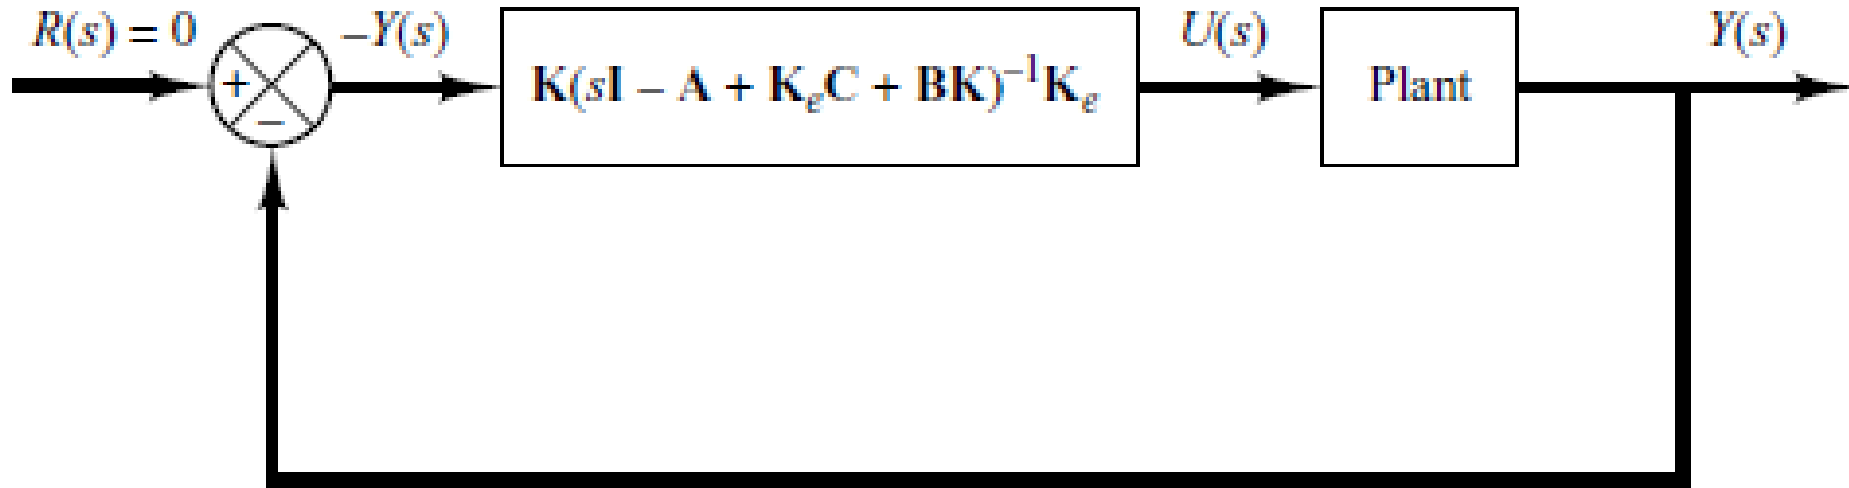 R(s) = 0
+
−
−Y(s)
K(sI − A + KₑC + BK)⁻¹Kₑ
U(s)
Plant
Y(s)